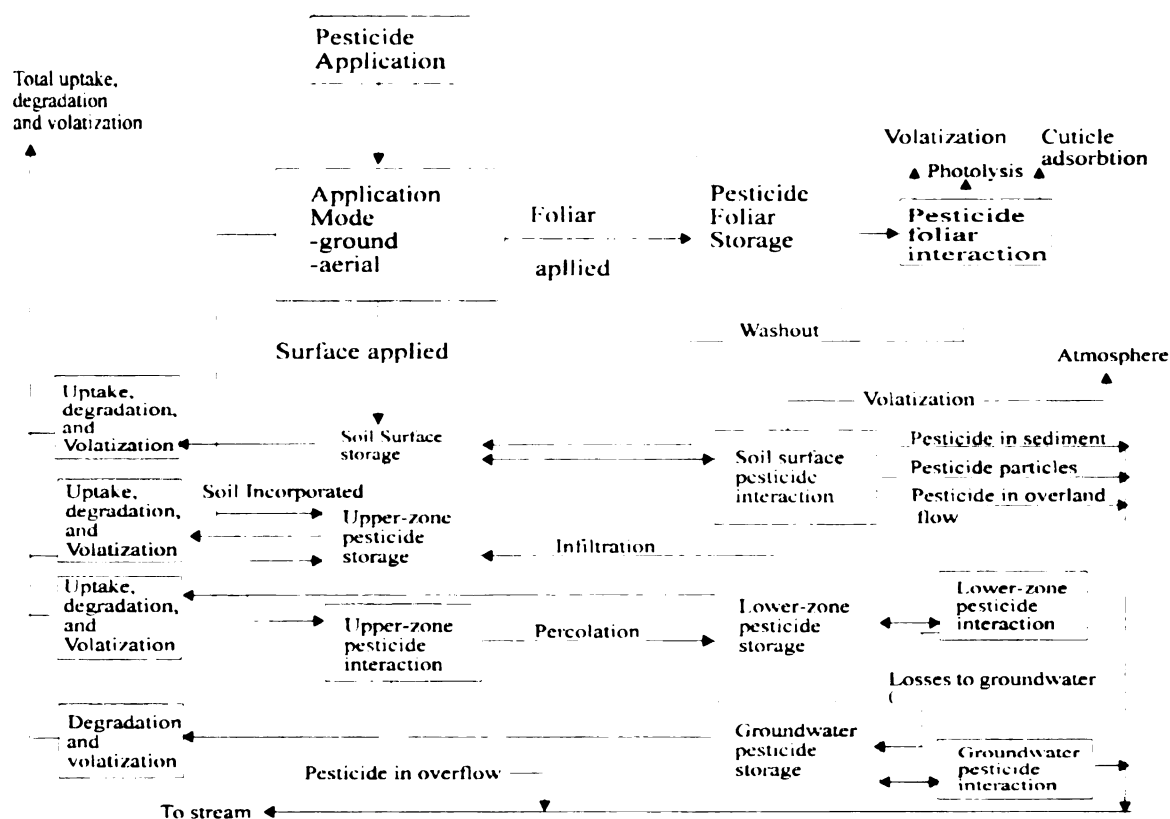 Pesticide
Application
Total uptake,
degradation
and volatization
Volatization
Cuticle
adsorbtion
Photolysis
Application
Mode
-ground
-aerial
Foliar
apllied
Pesticide
Foliar
Storage
Pesticide
foliar
interaction
Washout
Surface applied
Atmosphere
Volatization
Uptake,
degradation,
and
Volatization
Soil Surface
storage
Soil surface
pesticide
interaction
Pesticide in sediment
Pesticide particles
Pesticide in overland
flow
Uptake,
degradation,
and
Volatization
Soil Incorporated
Upper-zone
pesticide
storage
Infiltration
Uptake,
degradation,
and
Volatization
Upper-zone
pesticide
interaction
Percolation
Lower-zone
pesticide
storage
Lower-zone
pesticide
interaction
Losses to groundwater
Degradation
and
volatization
Groundwater
pesticide
storage
Groundwater
pesticide
interaction
Pesticide in overflow
To stream